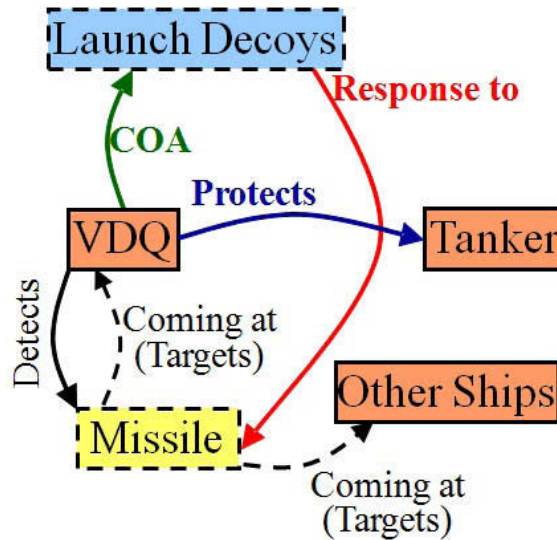 Launch Decoys
Response to
COA
Protects
VDQ
Tanker
Detects
Coming at
(Targets)
Other Ships
Missile
Coming at
(Targets)